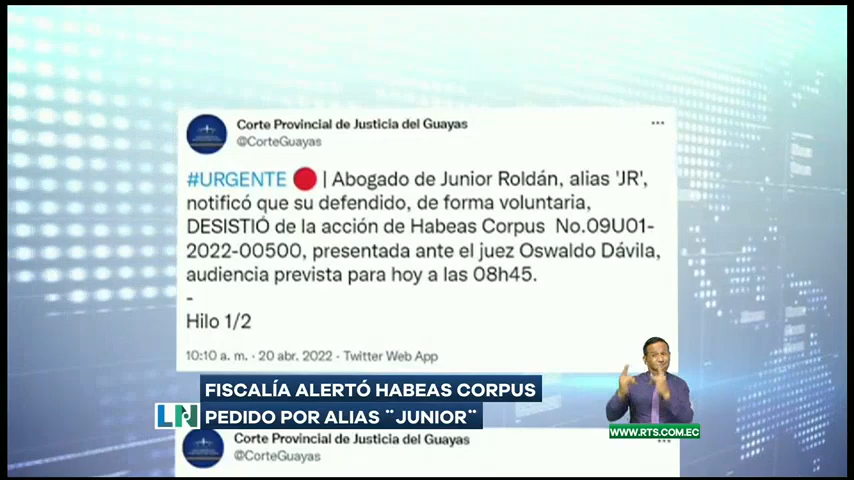 Corte Provincial de Justicia del Guayas
@CorteGuayas
#URGENTE 🔴 | Abogado de Junior Roldán, alias 'JR',
notificó que su defendido, de forma voluntaria,
DESISTIÓ de la acción de Habeas Corpus No.09U01-
2022-00500, presentada ante el juez Oswaldo Dávila,
audiencia prevista para hoy a las 08h45.
-
Hilo 1/2
10:10 a. m. · 20 abr. 2022 · Twitter Web App
FISCALÍA ALERTÓ HABEAS CORPUS
LN PEDIDO POR ALIAS ¨JUNIOR¨
WWW.RTS.COM.EC
Corte Provincial de Justicia del Guayas
@CorteGuayas